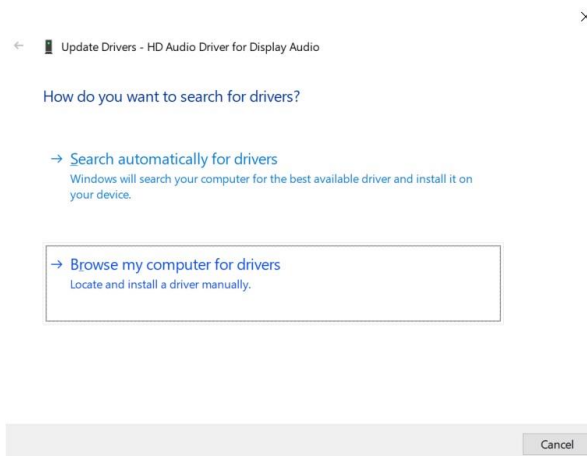 Update Drivers - HD Audio Driver for Display Audio
How do you want to search for drivers?
Search automatically for drivers
Windows will search your computer for the best available driver and install it on
your device.
Browse my computer for drivers
Locate and install a driver manually.
Cancel